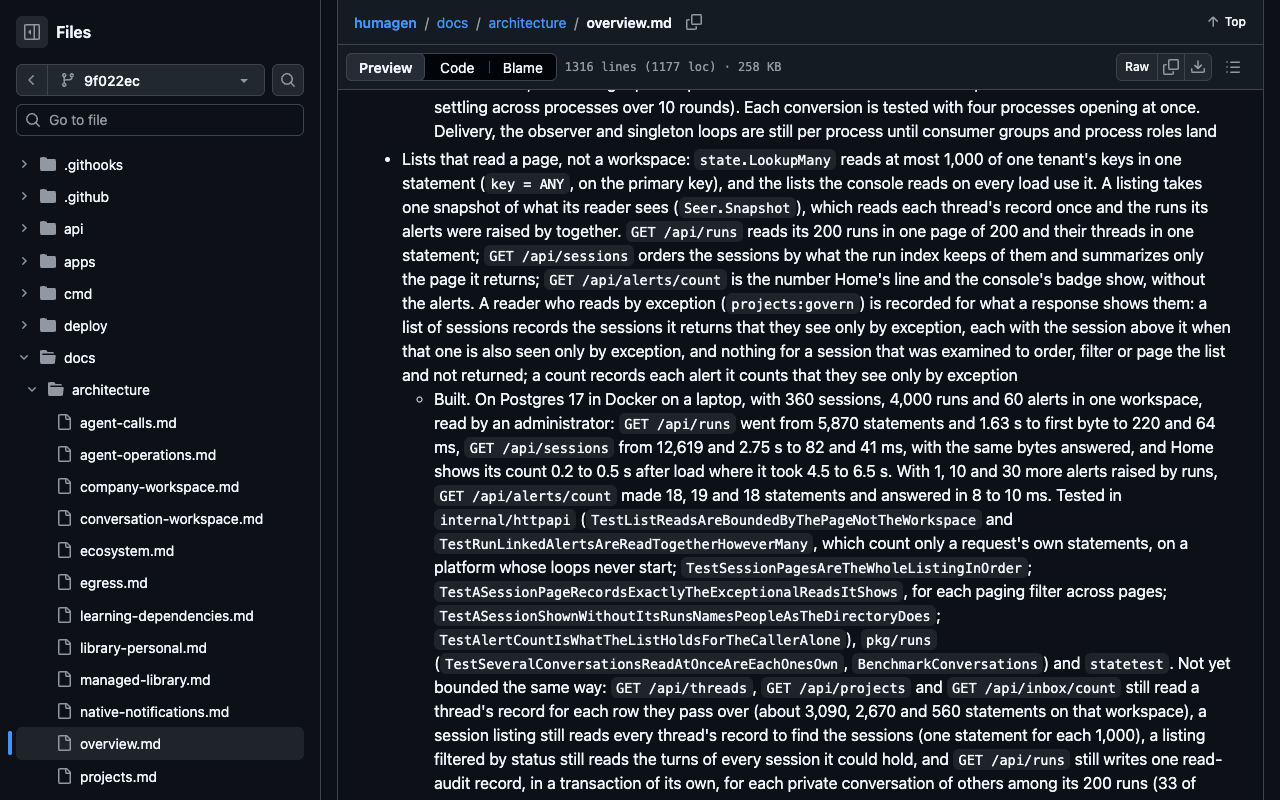 Files
humagen / docs / architecture / overview.md
Top
9f022ec
Preview
Code
Blame
1316 lines (1177 loc) · 258 KB
Raw
Go to file
.githooks
.github
api
apps
cmd
deploy
docs
architecture
agent-calls.md
agent-operations.md
company-workspace.md
conversation-workspace.md
ecosystem.md
egress.md
learning-dependencies.md
library-personal.md
managed-library.md
native-notifications.md
overview.md
projects.md
settling across processes over 10 rounds). Each conversion is tested with four processes opening at once.
Delivery, the observer and singleton loops are still per process until consumer groups and process roles land
• Lists that read a page, not a workspace: state.LookupMany reads at most 1,000 of one tenant's keys in one
statement ( key = ANY , on the primary key), and the lists the console reads on every load use it. A listing takes
one snapshot of what its reader sees ( Seer.Snapshot ), which reads each thread's record once and the runs its
alerts were raised by together. GET /api/runs reads its 200 runs in one page of 200 and their threads in one
statement; GET /api/sessions orders the sessions by what the run index keeps of them and summarizes only
the page it returns; GET /api/alerts/count is the number Home's line and the console's badge show, without
the alerts. A reader who reads by exception ( projects:govern ) is recorded for what a response shows them: a
list of sessions records the sessions it returns that they see only by exception, each with the session above it when
that one is also seen only by exception, and nothing for a session that was examined to order, filter or page the list
and not returned; a count records each alert it counts that they see only by exception
◦ Built. On Postgres 17 in Docker on a laptop, with 360 sessions, 4,000 runs and 60 alerts in one workspace,
read by an administrator: GET /api/runs went from 5,870 statements and 1.63 s to first byte to 220 and 64
ms, GET /api/sessions from 12,619 and 2.75 s to 82 and 41 ms, with the same bytes answered, and Home
shows its count 0.2 to 0.5 s after load where it took 4.5 to 6.5 s. With 1, 10 and 30 more alerts raised by runs,
GET /api/alerts/count made 18, 19 and 18 statements and answered in 8 to 10 ms. Tested in
internal/httpapi ( TestListReadsAreBoundedByThePageNotTheWorkspace and
TestRunLinkedAlertsAreReadTogetherHoweverMany , which count only a request's own statements, on a
platform whose loops never start; TestSessionPagesAreTheWholeListingInOrder ;
TestASessionPageRecordsExactlyTheExceptionalReadsItShows , for each paging filter across pages;
TestASessionShownWithoutItsRunsNamesPeopleAsTheDirectoryDoes ;
TestAlertCountIsWhatTheListHoldsForTheCallerAlone ), pkg/runs
( TestSeveralConversationsReadAtOnceAreEachOnesOwn , BenchmarkConversations ) and statetest . Not yet
bounded the same way: GET /api/threads , GET /api/projects and GET /api/inbox/count still read a
thread's record for each row they pass over (about 3,090, 2,670 and 560 statements on that workspace), a
session listing still reads every thread's record to find the sessions (one statement for each 1,000), a listing
filtered by status still reads the turns of every session it could hold, and GET /api/runs still writes one read-
audit record, in a transaction of its own, for each private conversation of others among its 200 runs (33 of